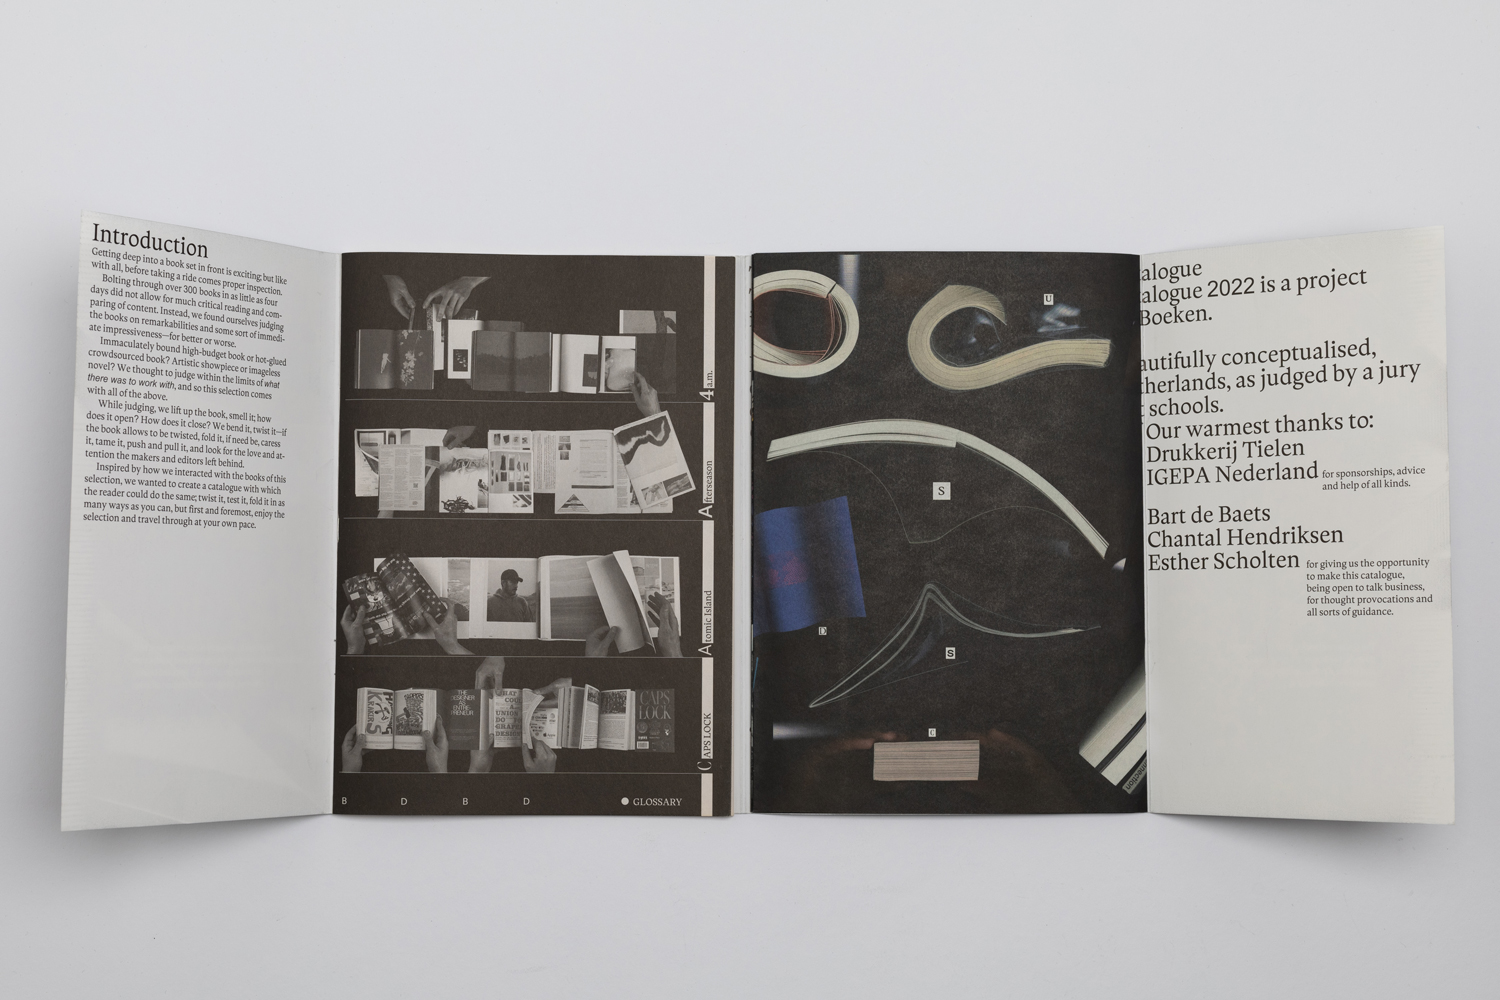 Introduction
Getting deep into a book set in front is exciting; but like
with all, before taking a ride comes proper inspection.
Bolting through over 300 books in as little as four
days did not allow for much critical reading and com-
paring of content. Instead, we found ourselves judging
the books on remarkabilities and some sort of immedi-
ate impressiveness—for better or worse.
Immaculately bound high-budget book or hot-glued
crowdsourced book? Artistic showpiece or imageless
novel? We thought to judge within the limits of what
there was to work with, and so this selection comes
with all of the above.
While judging, we lift up the book, smell it; how
does it open? How does it close? We bend it, twist it—if
the book allows to be twisted, fold it, if need be, caress
it, tame it, push and pull it, and look for the love and at-
tention the makers and editors left behind.
Inspired by how we interacted with the books of this
selection, we wanted to create a catalogue with which
the reader could do the same; twist it, test it, fold it in as
many ways as you can, but first and foremost, enjoy the
selection and travel through at your own pace.
4 a.m.
Afterseason
Atomic Island
CAPS LOCK
THE
DESIGNER
AS
ENTRE-
PRENEUR
CAPS
LOCK
B D B D GLOSSARY
U
S
D
S
C
alogue
alogue 2022 is a project
Boeken.
autifully conceptualised,
therlands, as judged by a jury
t schools.
Our warmest thanks to:
Drukkerij Tielen
IGEPA Nederland for sponsorships, advice
and help of all kinds.
Bart de Baets
Chantal Hendriksen
Esther Scholten for giving us the opportunity
to make this catalogue,
being open to talk business,
for thought provocations and
all sorts of guidance.